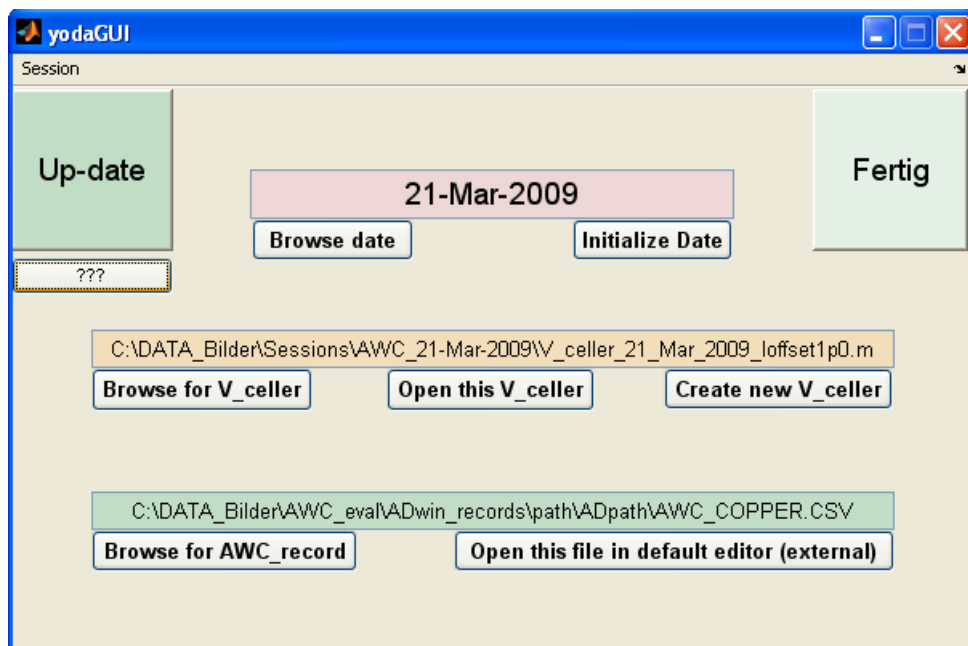 yodaGUI
Session
Up-date
Fertig
21-Mar-2009
Browse date
Initialize Date
???
C:\DATA_Bilder\Sessions\AWC_21-Mar-2009\V_celler_21_Mar_2009_Ioffset1p0.m
Browse for V_celler
Open this V_celler
Create new V_celler
C:\DATA_Bilder\AWC_eval\ADwin_records\path\ADpath\AWC_COPPER.CSV
Browse for AWC_record
Open this file in default editor (external)